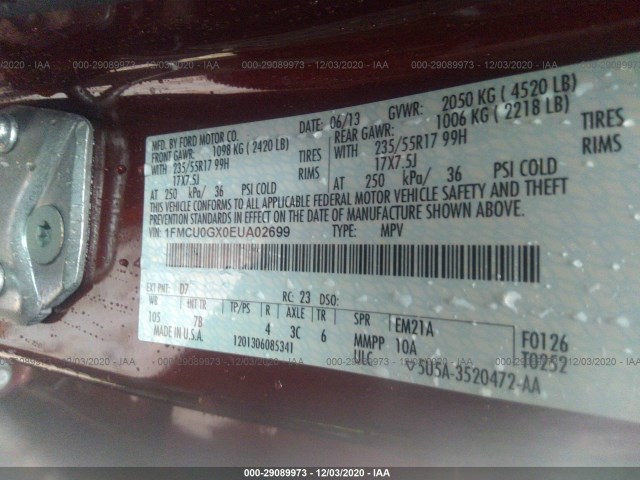 000-29089973 - 12/03/2020 - IAA
MFD. BY FORD MOTOR CO.
DATE: 06/13
GVWR: 2050 KG ( 4520 LB)
FRONT GAWR: 1098 KG ( 2420 LB)
REAR GAWR: 1006 KG ( 2218 LB)
WITH 235/55R17 99H TIRES
WITH 235/55R17 99H TIRES
17X7.5J RIMS
17X7.5J RIMS
AT 250 kPa/ 36 PSI COLD
AT 250 kPa/ 36 PSI COLD
THIS VEHICLE CONFORMS TO ALL APPLICABLE FEDERAL MOTOR VEHICLE SAFETY AND THEFT
PREVENTION STANDARDS IN EFFECT ON THE DATE OF MANUFACTURE SHOWN ABOVE.
VIN: 1FMCU0GX0EUA02699 TYPE: MPV
EXT PNT: D7 RC: 23 DSO:
WB INT TR TP/PS R AXLE TR SPR EM21A F0126
105 7B 4 3C 6 MMPP 10A T0252
MADE IN U.S.A. 1201306085341 ULC 5U5A-3520472-AA
000-29089973 - 12/03/2020 - IAA